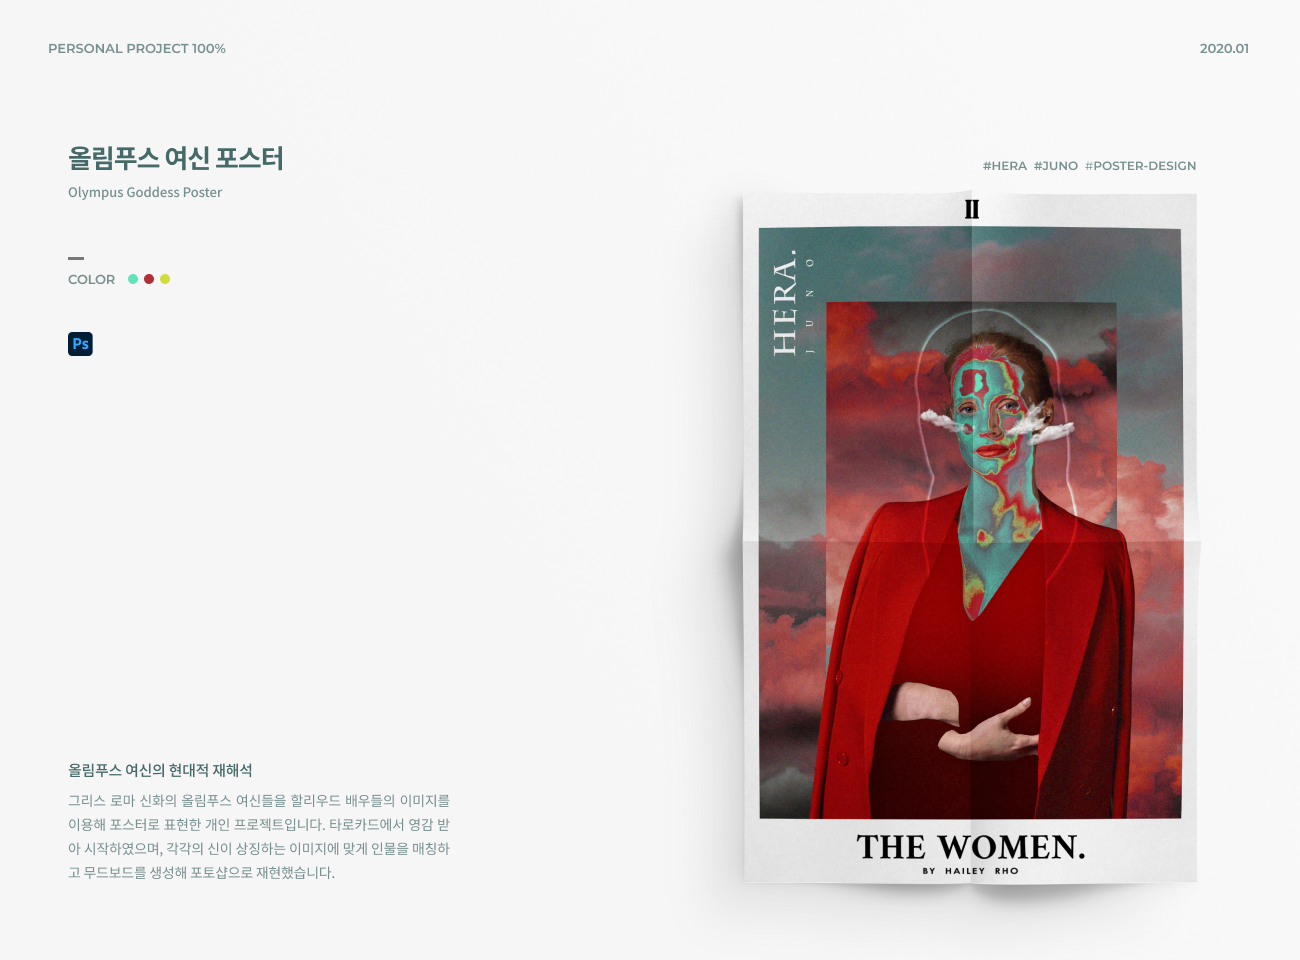 PERSONAL PROJECT 100%
2020.01
올림푸스 여신 포스터
Olympus Goddess Poster
COLOR
Ps
#HERA #JUNO #POSTER-DESIGN
II
HERA.
JUNO
THE WOMEN.
BY HAILEY RHO
올림푸스 여신의 현대적 재해석
그리스 로마 신화의 올림푸스 여신들을 할리우드 배우들의 이미지를
이용해 포스터로 표현한 개인 프로젝트입니다. 타로카드에서 영감 받
아 시작하였으며, 각각의 신이 상징하는 이미지에 맞게 인물을 매칭하
고 무드보드를 생성해 포토샵으로 재현했습니다.